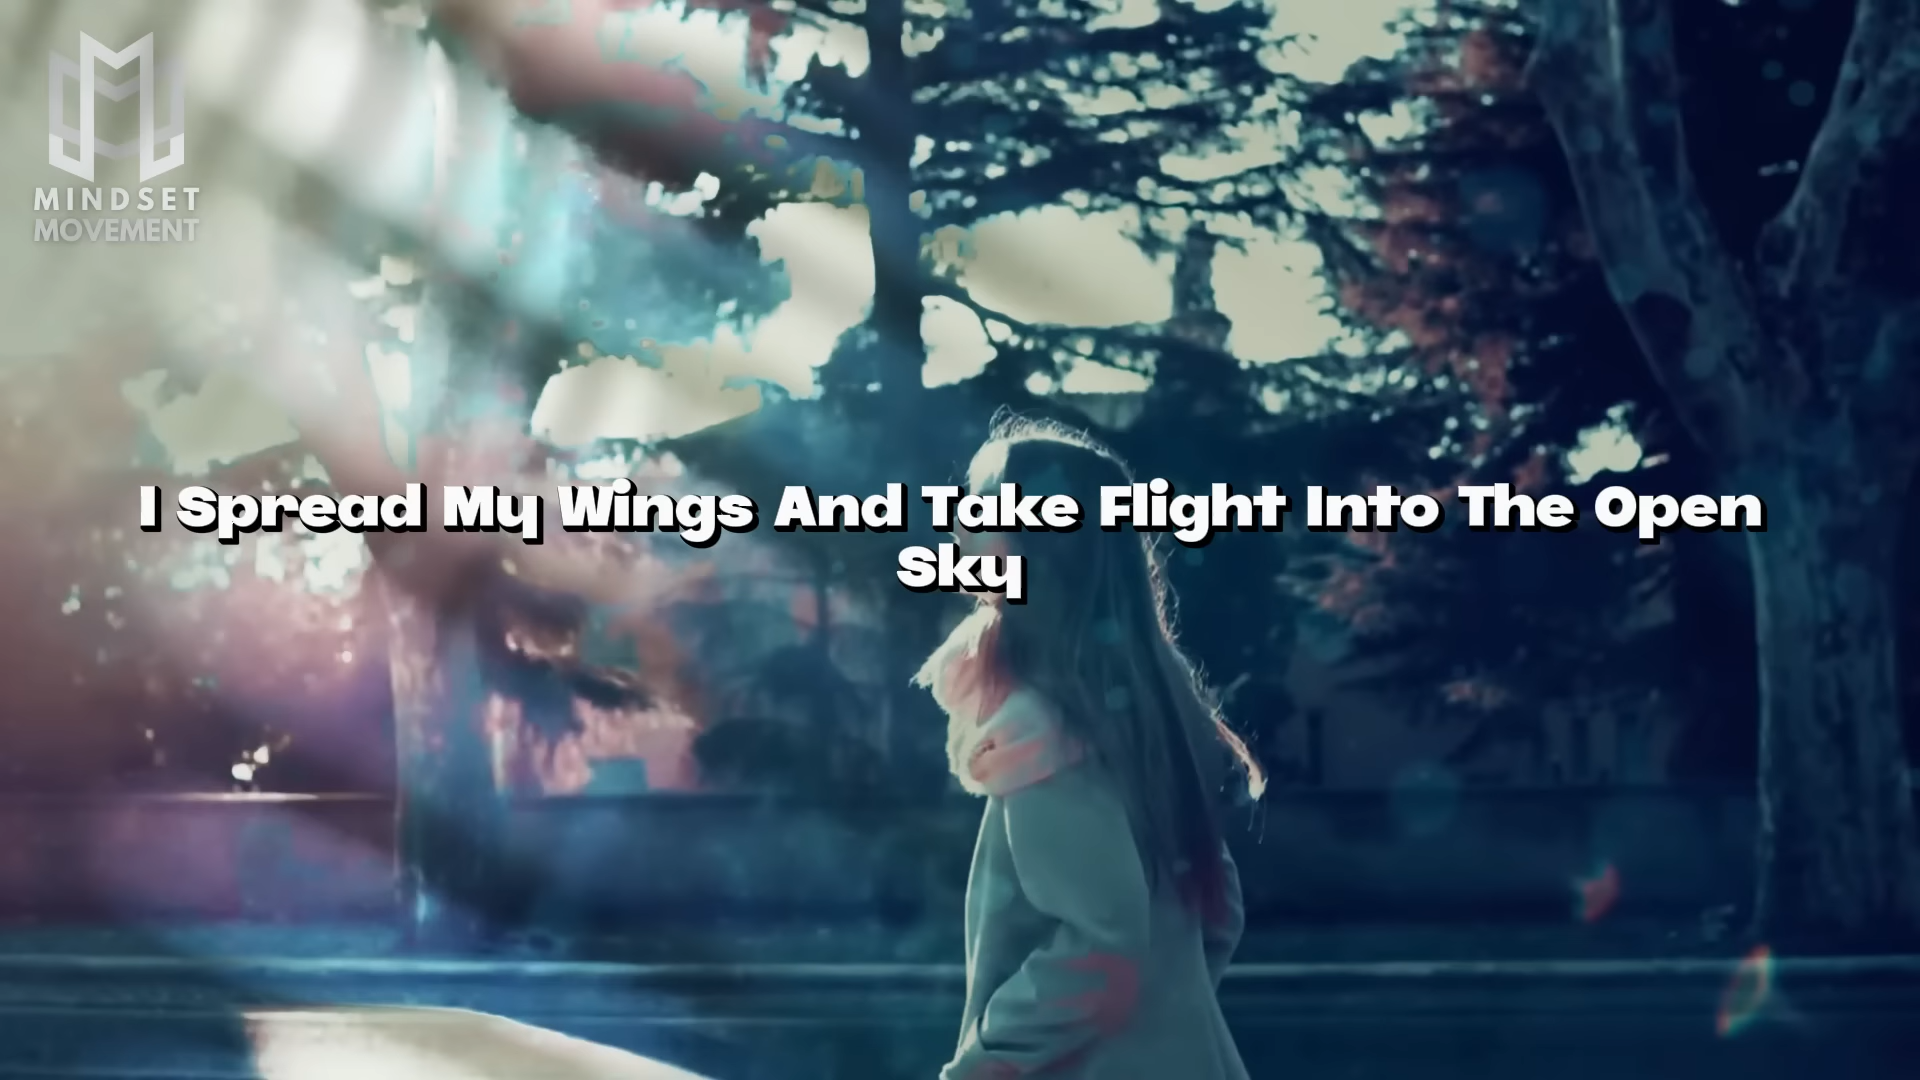 MINDSET
MOVEMENT
I Spread My Wings And Take Flight Into The Open
Sky